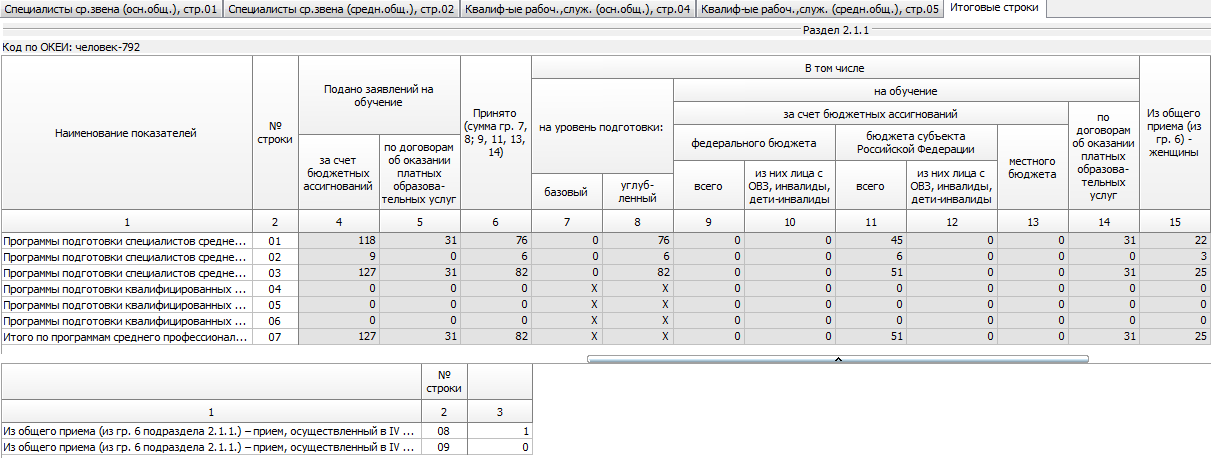 Специалисты ср.звена (осн.общ.), стр.01 Специалисты ср.звена (средн.общ.), стр.02 Квалиф-ые рабоч.,служ. (осн.общ.), стр.04 Квалиф-ые рабоч.,служ. (средн.общ.), стр.05 Итоговые строки
Раздел 2.1.1
Код по ОКЕИ: человек-792
Наименование показателей
№
строки
Подано заявлений на
обучение
за счет
бюджетных
ассигнований
по договорам
об оказании
платных
образова-
тельных услуг
Принято
(сумма гр. 7,
8; 9, 11, 13,
14)
В том числе
на уровень подготовки:
базовый
углуб-
ленный
на обучение
за счет бюджетных ассигнований
федерального бюджета
всего
из них лица с
ОВЗ, инвалиды,
дети-инвалиды
бюджета субъекта
Российской Федерации
всего
из них лица с
ОВЗ, инвалиды,
дети-инвалиды
местного
бюджета
по
договорам
об оказании
платных
образова-
тельных
услуг
Из общего
приема (из
гр. 6) -
женщины
1 2 4 5 6 7 8 9 10 11 12 13 14 15
Программы подготовки специалистов средне... 01 118 31 76 0 76 0 0 45 0 0 31 22
Программы подготовки специалистов средне... 02 9 0 6 0 6 0 0 6 0 0 0 3
Программы подготовки специалистов средне... 03 127 31 82 0 82 0 0 51 0 0 31 25
Программы подготовки квалифицированных ... 04 0 0 0 X X 0 0 0 0 0 0 0
Программы подготовки квалифицированных ... 05 0 0 0 X X 0 0 0 0 0 0 0
Программы подготовки квалифицированных ... 06 0 0 0 X X 0 0 0 0 0 0 0
Итого по программам среднего профессионал... 07 127 31 82 X X 0 0 51 0 0 31 25
№
строки
1 2 3
Из общего приема (из гр. 6 подраздела 2.1.1.) – прием, осуществленный в IV ... 08 1
Из общего приема (из гр. 6 подраздела 2.1.1.) – прием, осуществленный в IV ... 09 0